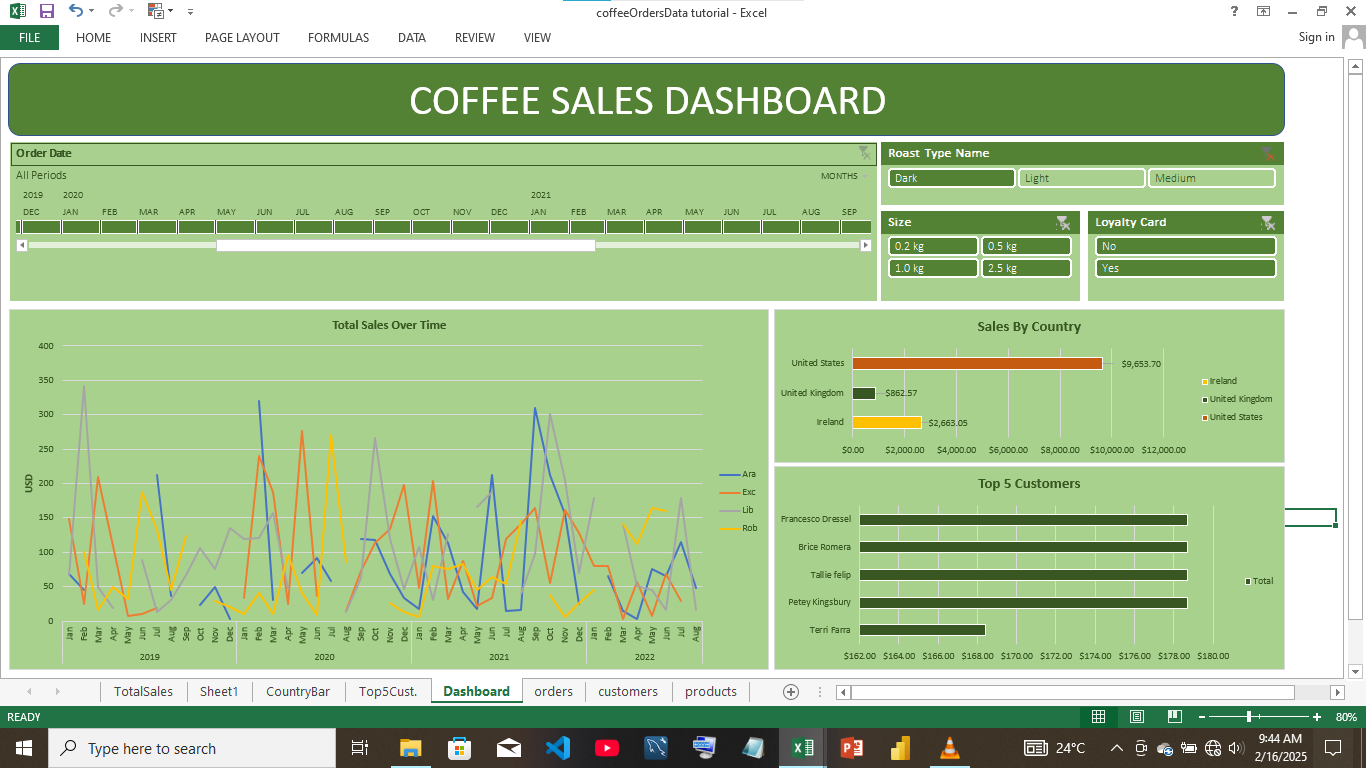 coffeeOrdersData tutorial - Excel
FILE HOME INSERT PAGE LAYOUT FORMULAS DATA REVIEW VIEW Sign in
COFFEE SALES DASHBOARD
Order Date
All Periods MONTHS
2019 2020 2021
DEC JAN FEB MAR APR MAY JUN JUL AUG SEP OCT NOV DEC JAN FEB MAR APR MAY JUN JUL AUG SEP
Roast Type Name
Dark Light Medium
Size
0.2 kg 0.5 kg
1.0 kg 2.5 kg
Loyalty Card
No
Yes
Total Sales Over Time
400
350
300
250
200
150
100
50
0
USD
Jan Feb Mar Apr May Jun Jul Aug Sep Oct Nov Dec Jan Feb Mar Apr May Jun Jul Aug Sep Oct Nov Dec Jan Feb Mar Apr May Jun Jul Aug Sep Oct Nov Dec Jan Feb Mar Apr May Jun Jul Aug
2019 2020 2021 2022
Ara
Exc
Lib
Rob
Sales By Country
United States $9,653.70
United Kingdom $862.57
Ireland $2,663.05
$0.00 $2,000.00 $4,000.00 $6,000.00 $8,000.00 $10,000.00 $12,000.00
Ireland
United Kingdom
United States
Top 5 Customers
Francesco Dressel
Brice Romera
Tallie felip
Petey Kingsbury
Terri Farra
$162.00 $164.00 $166.00 $168.00 $170.00 $172.00 $174.00 $176.00 $178.00 $180.00
Total
TotalSales Sheet1 CountryBar Top5Cust. Dashboard orders customers products
READY 80%
Type here to search
24°C
9:44 AM
2/16/2025